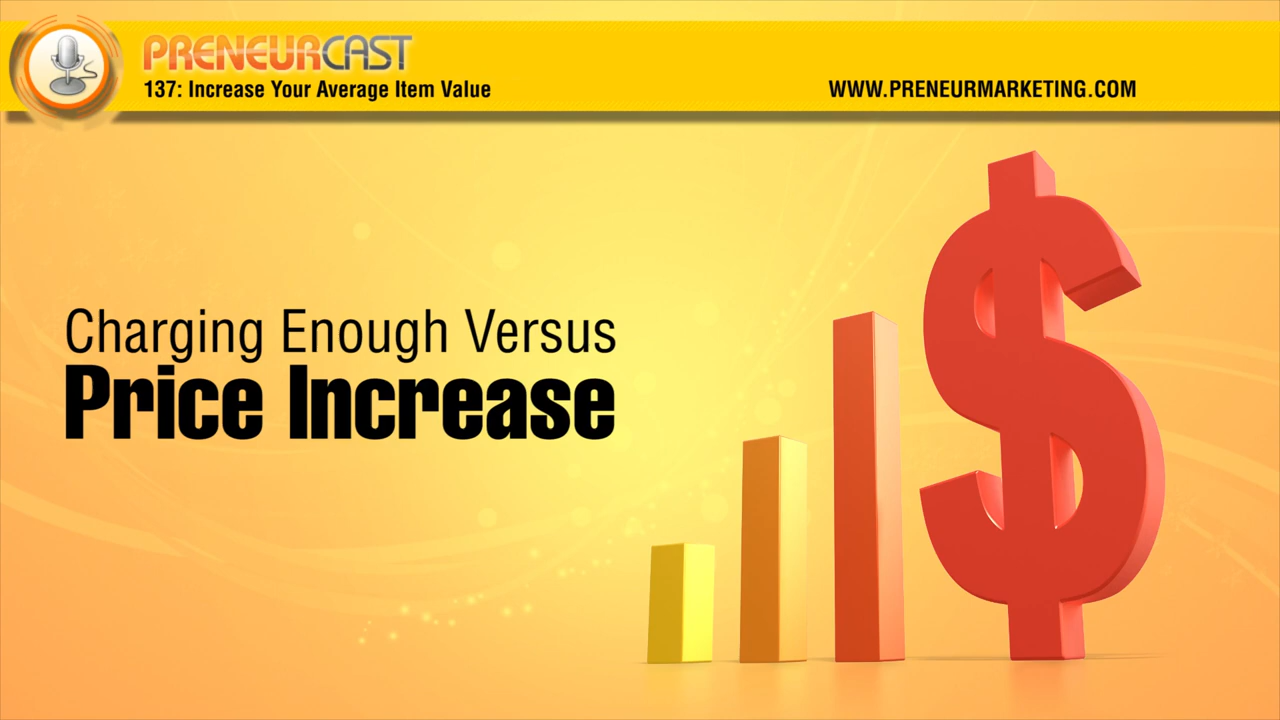 PRENEURCAST
137: Increase Your Average Item Value
WWW.PRENEURMARKETING.COM
Charging Enough Versus
Price Increase
$